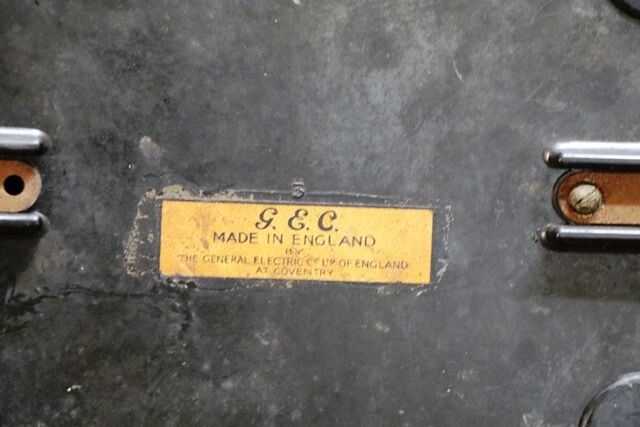 3
G. E. C.
MADE IN ENGLAND
BY
THE GENERAL ELECTRIC Co LTD OF ENGLAND
AT COVENTRY